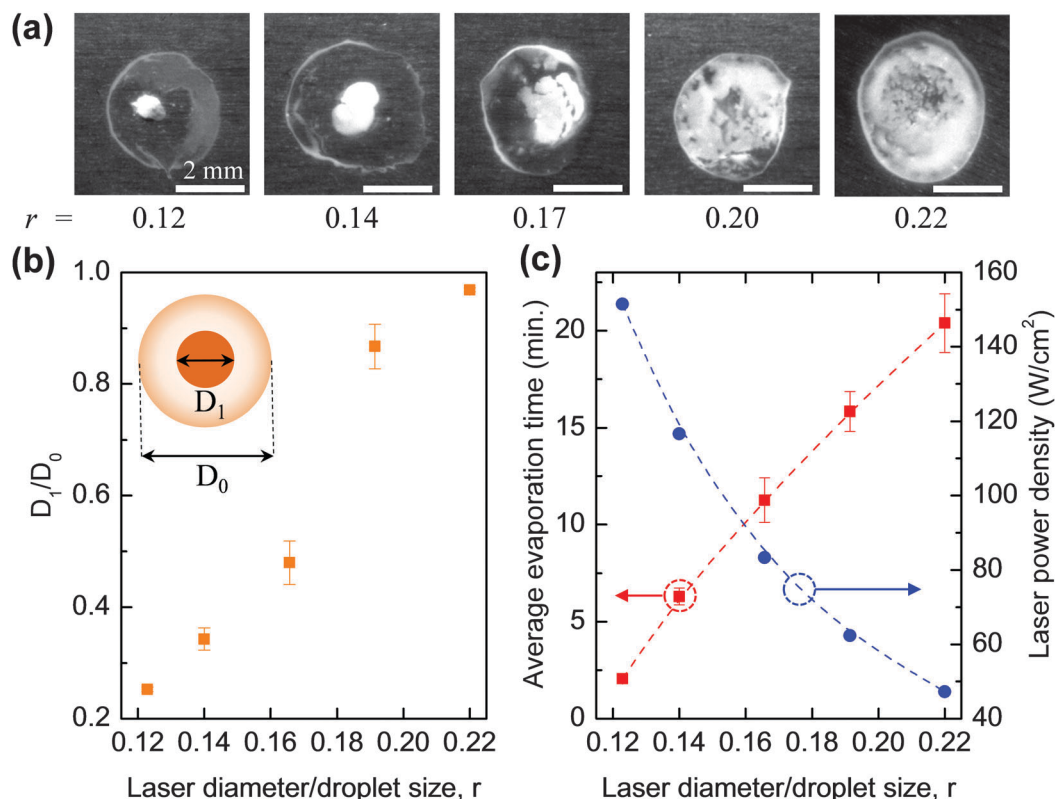 (a)
2 mm
r = 0.12 0.14 0.17 0.20 0.22
(b)
D1/D0
1.0
0.8
0.6
0.4
0.2
D1
D0
0.12 0.14 0.16 0.18 0.20 0.22
Laser diameter/droplet size, r
(c)
Average evaporation time (min.)
20
15
10
5
0
160
140
120
100
80
60
40
Laser power density (W/cm²)
0.12 0.14 0.16 0.18 0.20 0.22
Laser diameter/droplet size, r